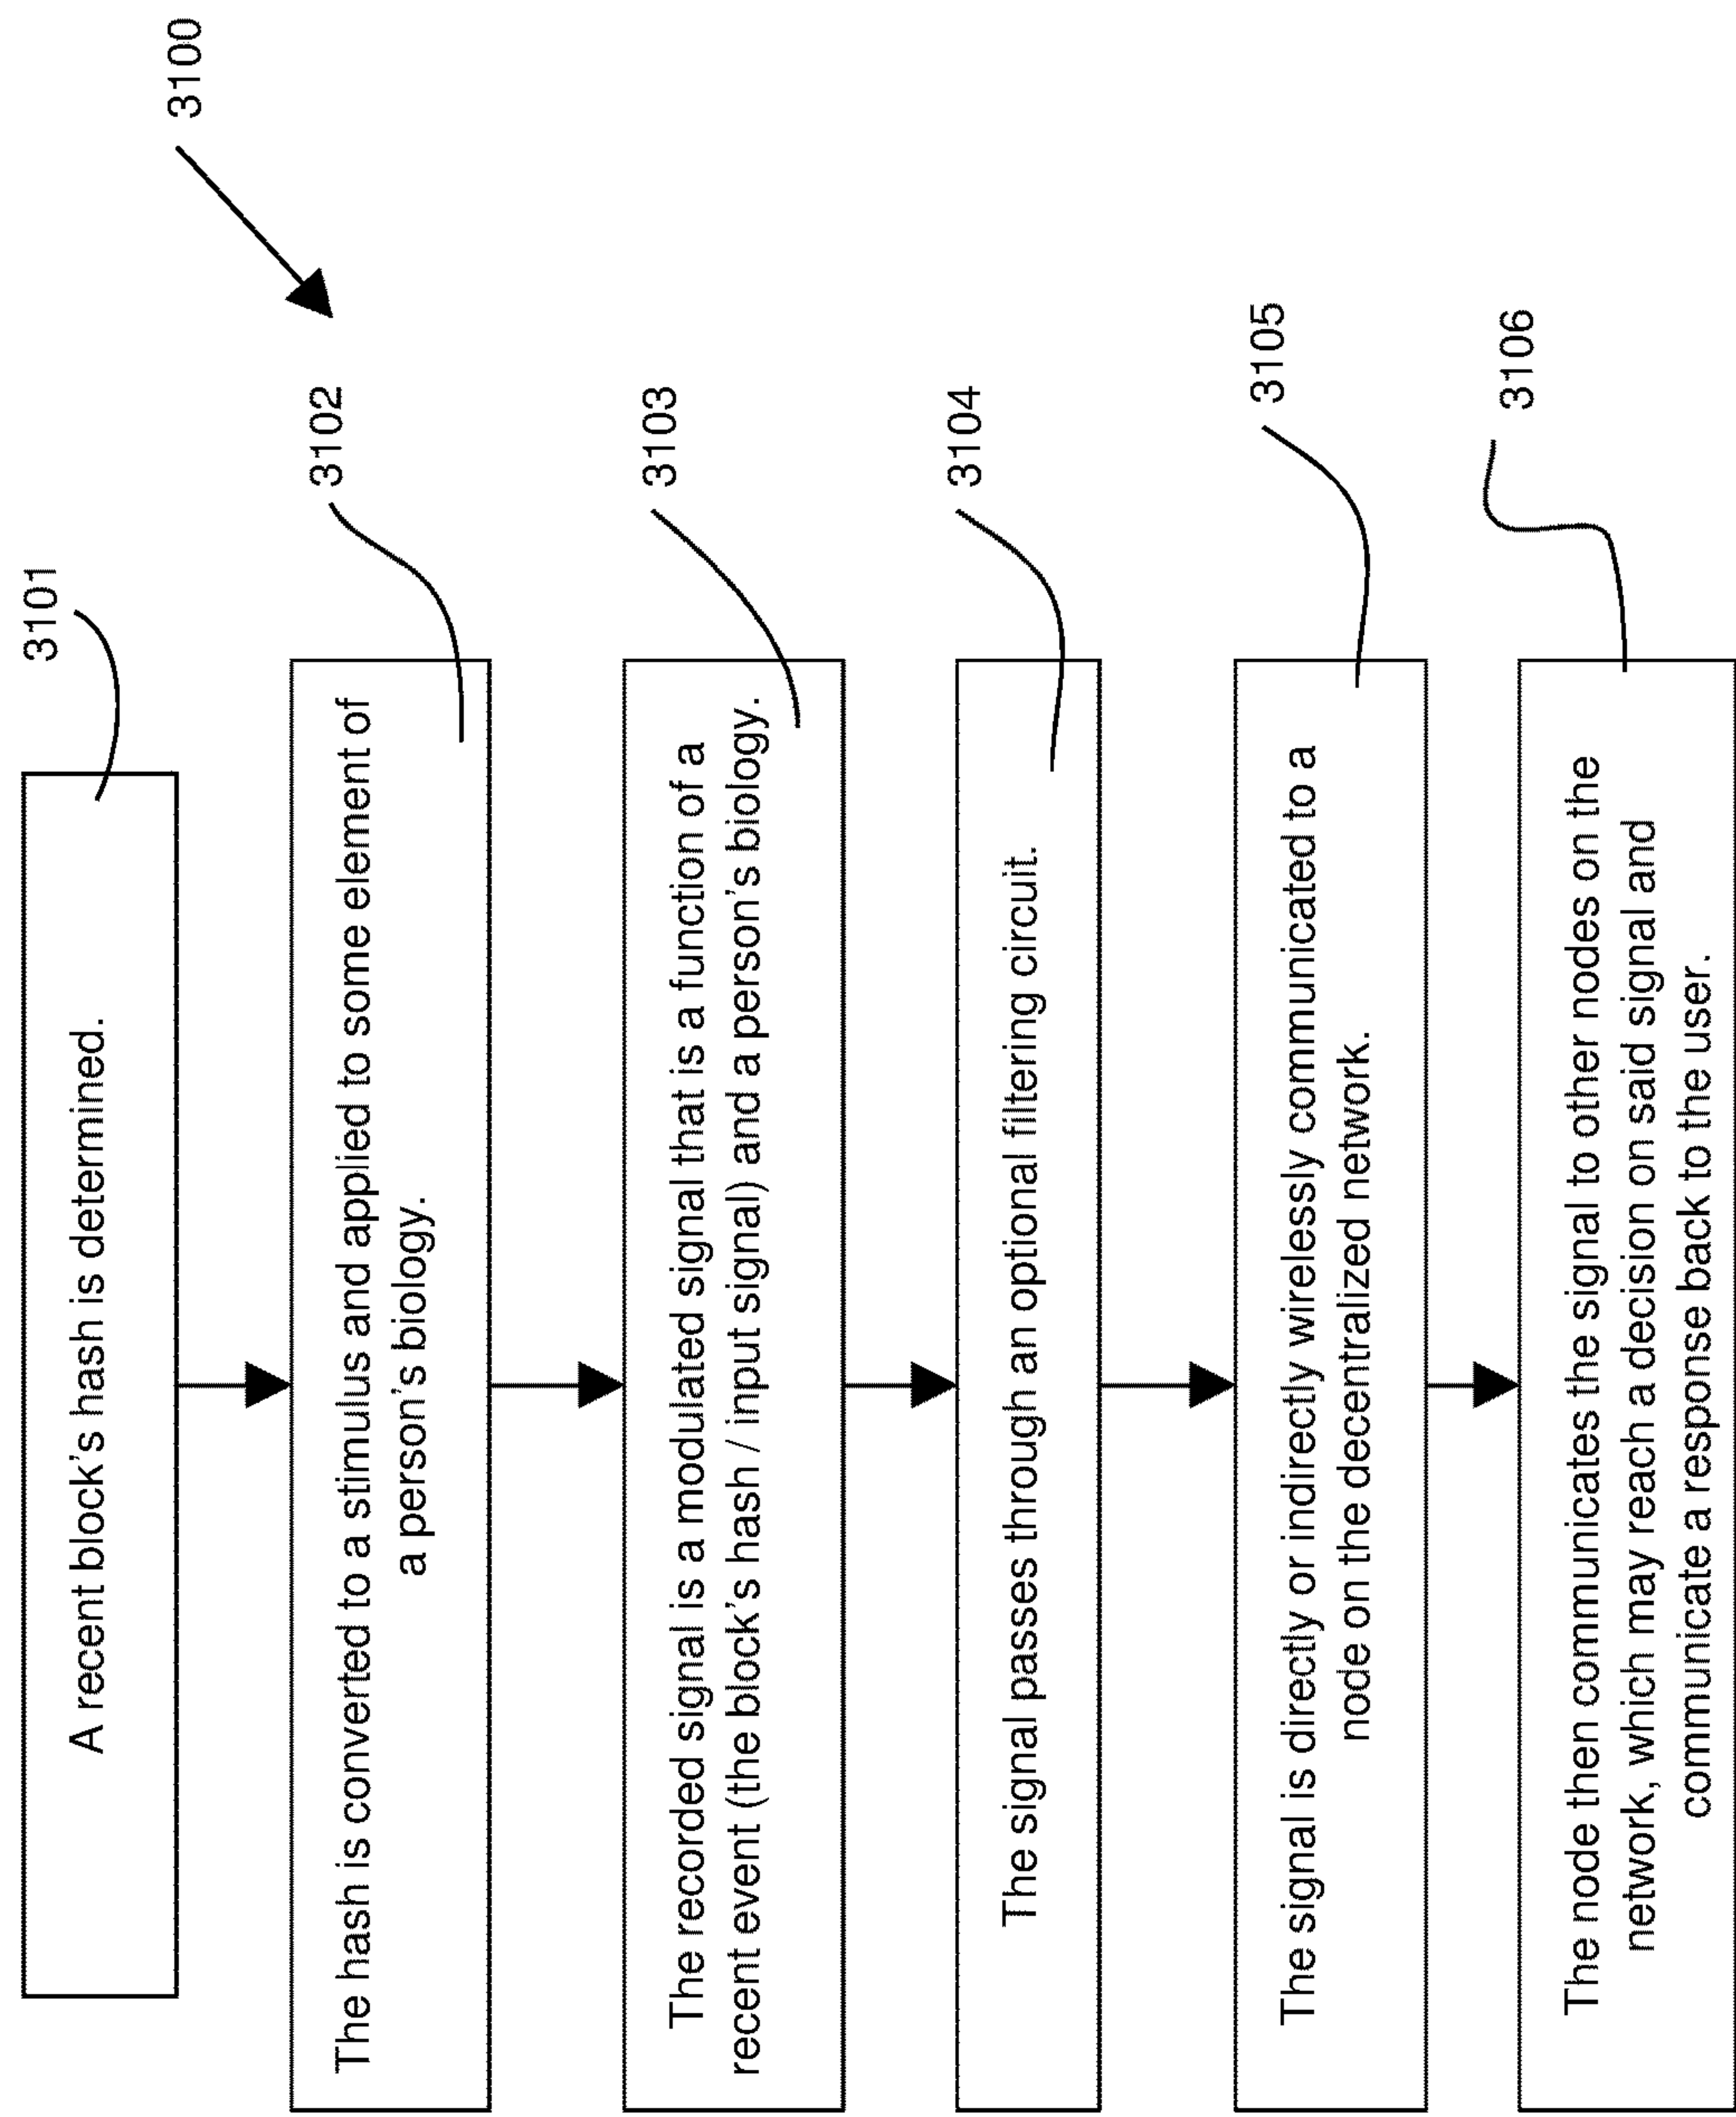 3100
3101
A recent block's hash is determined.
3102
The hash is converted to a stimulus and applied to some element of
a person's biology.
3103
The recorded signal is a modulated signal that is a function of a
recent event (the block's hash / input signal) and a person's biology.
3104
The signal passes through an optional filtering circuit.
3105
The signal is directly or indirectly wirelessly communicated to a
node on the decentralized network.
3106
The node then communicates the signal to other nodes on the
network, which may reach a decision on said signal and
communicate a response back to the user.